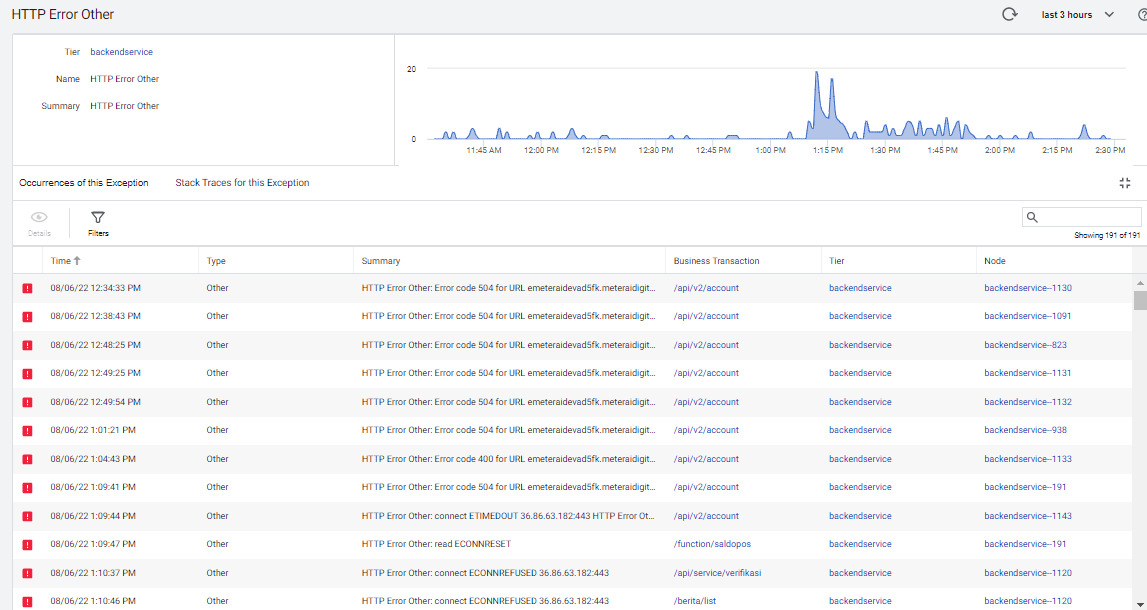 HTTP Error Other
last 3 hours
Tier backendservice
Name HTTP Error Other
Summary HTTP Error Other
20
0
11:45 AM 12:00 PM 12:15 PM 12:30 PM 12:45 PM 1:00 PM 1:15 PM 1:30 PM 1:45 PM 2:00 PM 2:15 PM 2:30 PM
Occurrences of this Exception Stack Traces for this Exception
Details Filters
Showing 191 of 191
Time Type Summary Business Transaction Tier Node
08/06/22 12:34:33 PM Other HTTP Error Other: Error code 504 for URL emeteraidevad5fk.meteraidigit... /api/v2/account backendservice backendservice--1130
08/06/22 12:38:43 PM Other HTTP Error Other: Error code 504 for URL emeteraidevad5fk.meteraidigit... /api/v2/account backendservice backendservice--1091
08/06/22 12:48:25 PM Other HTTP Error Other: Error code 504 for URL emeteraidevad5fk.meteraidigit... /api/v2/account backendservice backendservice--823
08/06/22 12:49:25 PM Other HTTP Error Other: Error code 504 for URL emeteraidevad5fk.meteraidigit... /api/v2/account backendservice backendservice--1131
08/06/22 12:49:54 PM Other HTTP Error Other: Error code 504 for URL emeteraidevad5fk.meteraidigit... /api/v2/account backendservice backendservice--1132
08/06/22 1:01:21 PM Other HTTP Error Other: Error code 504 for URL emeteraidevad5fk.meteraidigit... /api/v2/account backendservice backendservice--938
08/06/22 1:04:43 PM Other HTTP Error Other: Error code 400 for URL emeteraidevad5fk.meteraidigit... /api/v2/account backendservice backendservice--1133
08/06/22 1:09:41 PM Other HTTP Error Other: Error code 504 for URL emeteraidevad5fk.meteraidigit... /api/v2/account backendservice backendservice--191
08/06/22 1:09:44 PM Other HTTP Error Other: connect ETIMEDOUT 36.86.63.182:443 HTTP Error Ot... /api/v2/account backendservice backendservice--1143
08/06/22 1:09:47 PM Other HTTP Error Other: read ECONNRESET /function/saldopos backendservice backendservice--191
08/06/22 1:10:37 PM Other HTTP Error Other: connect ECONNREFUSED 36.86.63.182:443 /api/service/verifikasi backendservice backendservice--1120
08/06/22 1:10:46 PM Other HTTP Error Other: connect ECONNREFUSED 36.86.63.182:443 /berita/list backendservice backendservice--1120